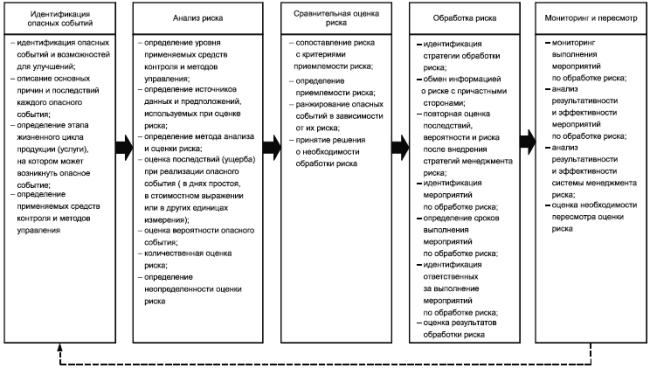 Идентификация
опасных событий
– идентификация опасных
событий и возможностей
для улучшений;
– описание основных
причин и последствий
каждого опасного
события;
– определение этапа
жизненного цикла
продукции (услуги),
на котором может
возникнуть опасное
событие;
– определение
применяемых средств
контроля и методов
управления
Анализ риска
– определение уровня
применяемых средств
контроля и методов
управления;
– определение источников
данных и предположений,
используемых при оценке
риска;
– определение метода анализа
и оценки риска;
– оценка последствий (ущерба)
при реализации опасного
события ( в днях простоя,
в стоимостном выражении
или в других единицах
измерения);
– оценка вероятности опасного
события;
– количественная оценка
риска;
– определение
неопределенности оценки
риска
Сравнительная оценка
риска
– сопоставление риска
с критериями
приемлемости риска;
– определение
приемлемости риска;
– ранжирование опасных
событий в зависимости
от их риска;
– принятие решения
о необходимости
обработки риска
Обработка риска
– идентификация
стратегии обработки
риска;
– обмен информацией
о риске с причастными
сторонами;
– повторная оценка
последствий,
вероятности и риска
после внедрения
стратегий менеджмента
риска;
– идентификация
мероприятий
по обработке риска;
– определение сроков
выполнения
мероприятий
по обработке риска;
– идентификация
ответственных
за выполнение
мероприятий
по обработке риска;
– оценка результатов
обработки риска
Мониторинг и пересмотр
– мониторинг
выполнения
мероприятий
по обработке риска;
– анализ
результативности
и эффективности
мероприятий
по обработке риска;
– анализ
результативности
и эффективности
системы менеджмента
риска;
– оценка необходимости
пересмотра оценки
риска